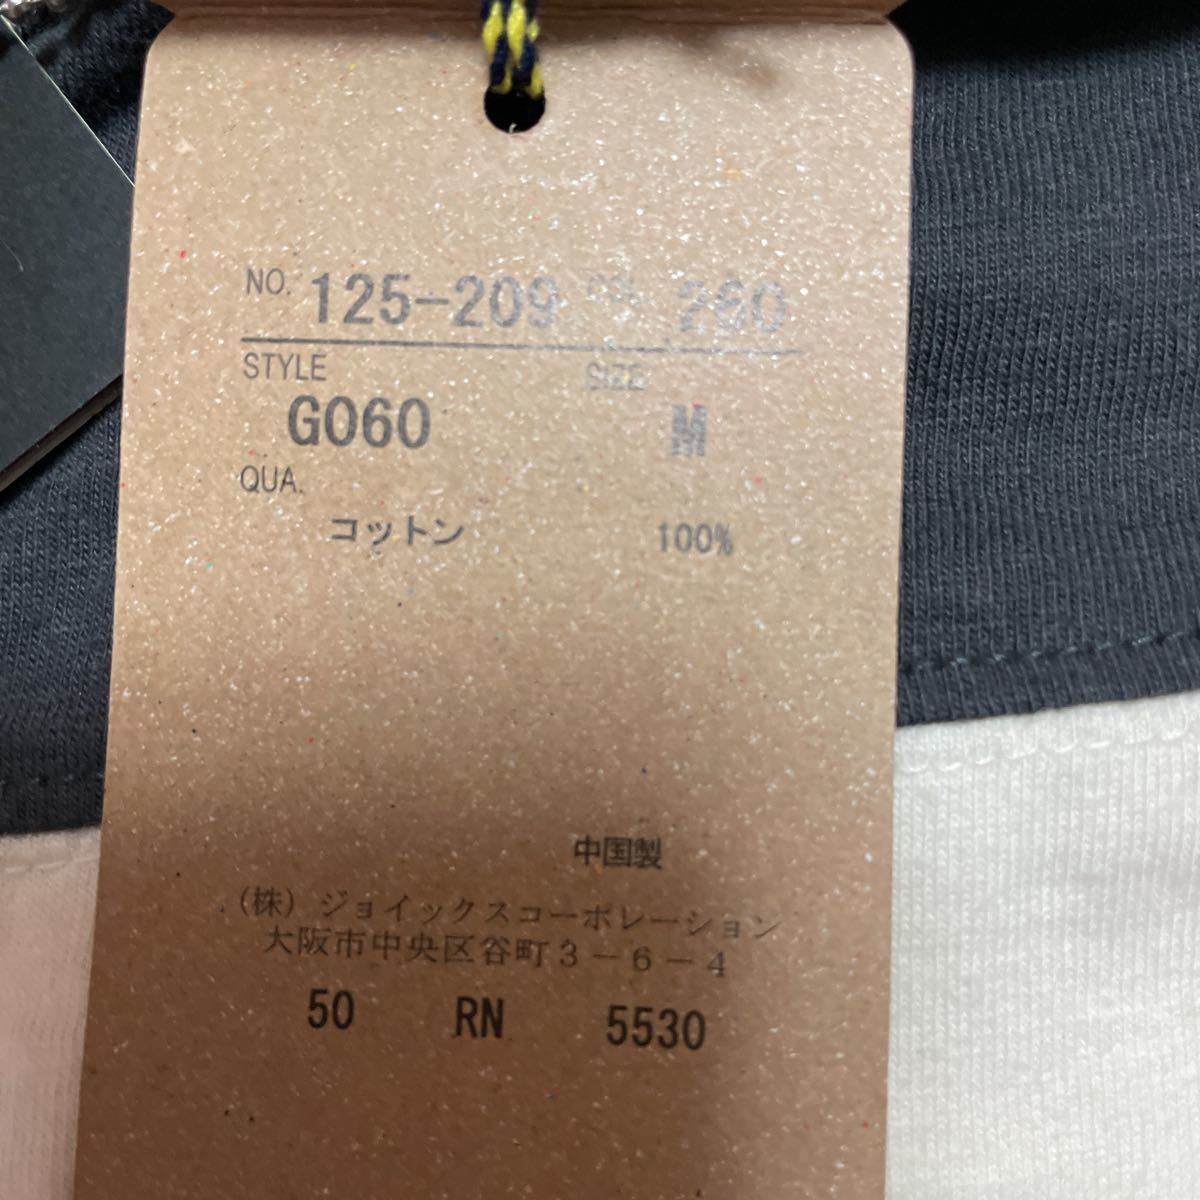 NO. 125-209 COL 260
STYLE SIZE
G060 M
QUA.
コットン 100%
中国製
(株) ジョイックスコーポレーション
大阪市中央区谷町3-6-4
50 RN 5530